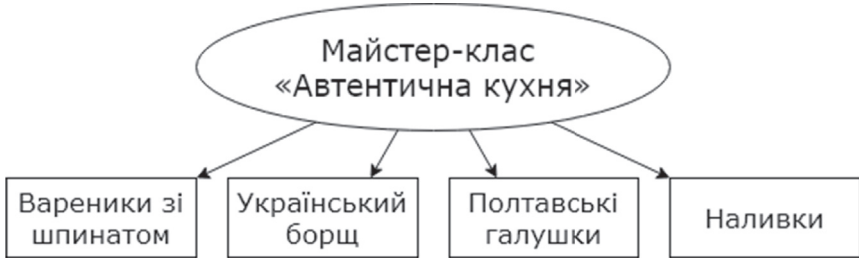 Майстер-клас
«Автентична кухня»
Вареники зі
шпинатом
Український
борщ
Полтавські
галушки
Наливки